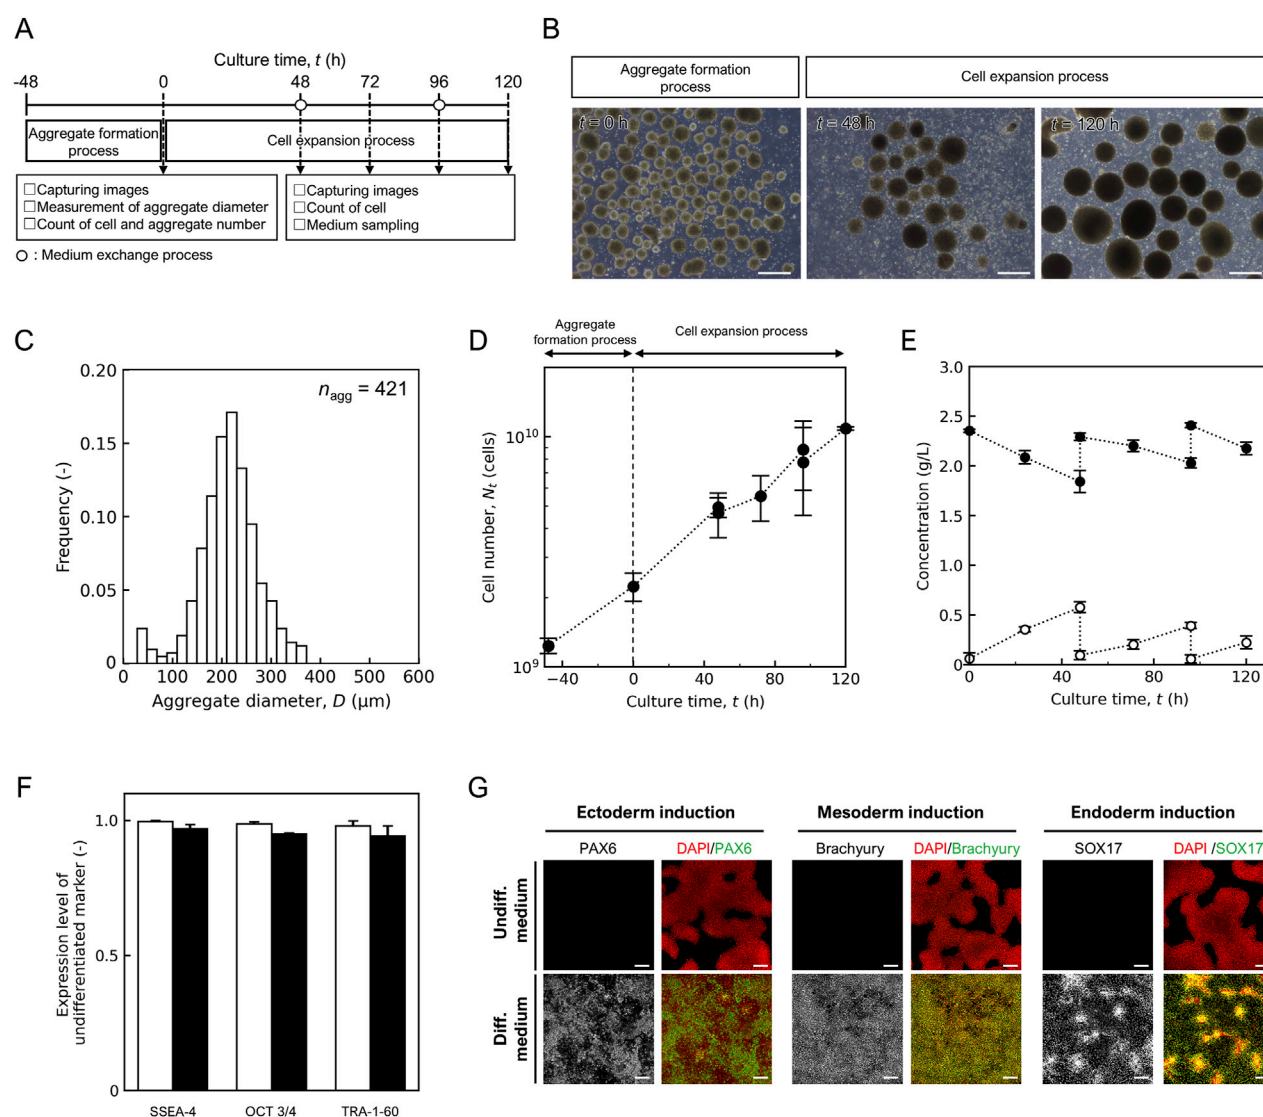 A
Culture time, t (h)
-48 0 48 72 96 120
Aggregate formation
process
Cell expansion process
□Capturing images
□Measurement of aggregate diameter
□Count of cell and aggregate number
□Capturing images
□Count of cell
□Medium sampling
○ : Medium exchange process
B
Aggregate formation
process
Cell expansion process
t = 0 h
t = 48 h
t = 120 h
C
0.20
0.15
0.10
0.05
0
nagg = 421
Frequency (-)
0 100 200 300 400 500 600
Aggregate diameter, D (μm)
D
Aggregate
formation process
Cell expansion process
10^10
10^9
Cell number, Nt (cells)
−40 0 40 80 120
Culture time, t (h)
E
3.0
2.5
2.0
1.5
1.0
0.5
0
Concentration (g/L)
0 40 80 120
Culture time, t (h)
F
1.0
0.5
0
Expression level of
undifferentiated marker (-)
SSEA-4 OCT 3/4 TRA-1-60
G
Ectoderm induction
Mesoderm induction
Endoderm induction
PAX6 DAPI/PAX6 Brachyury DAPI/Brachyury SOX17 DAPI /SOX17
Undiff.
medium
Diff.
medium